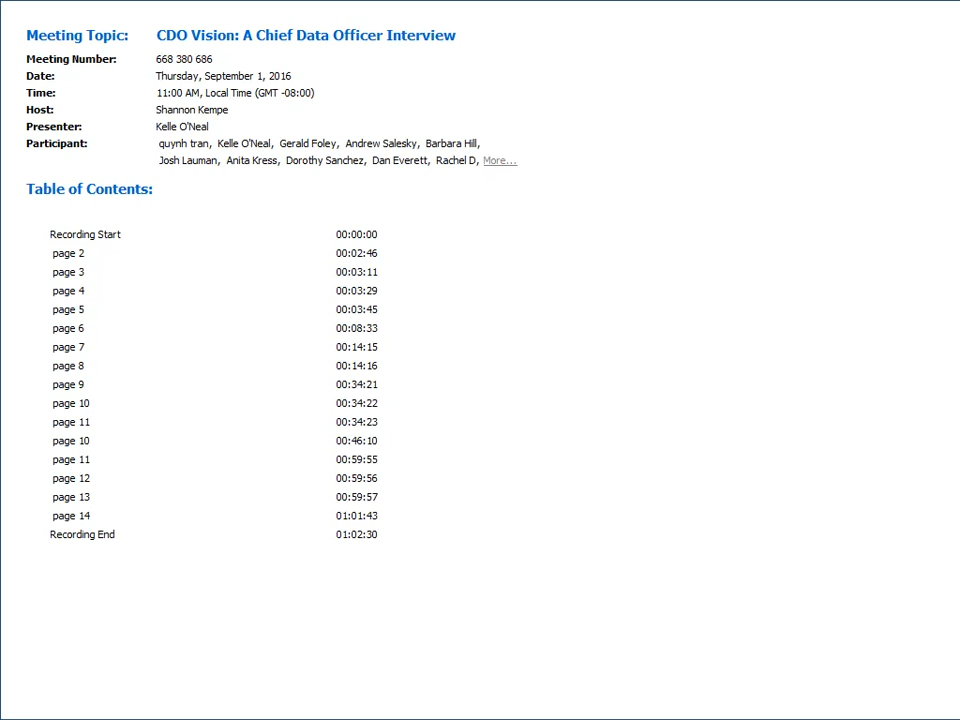 Meeting Topic: CDO Vision: A Chief Data Officer Interview
Meeting Number: 668 380 686
Date: Thursday, September 1, 2016
Time: 11:00 AM, Local Time (GMT -08:00)
Host: Shannon Kempe
Presenter: Kelle O'Neal
Participant: quynh tran, Kelle O'Neal, Gerald Foley, Andrew Salesky, Barbara Hill,
Josh Lauman, Anita Kress, Dorothy Sanchez, Dan Everett, Rachel D, More...
Table of Contents:
Recording Start 00:00:00
page 2 00:02:46
page 3 00:03:11
page 4 00:03:29
page 5 00:03:45
page 6 00:08:33
page 7 00:14:15
page 8 00:14:16
page 9 00:34:21
page 10 00:34:22
page 11 00:34:23
page 10 00:46:10
page 11 00:59:55
page 12 00:59:56
page 13 00:59:57
page 14 01:01:43
Recording End 01:02:30